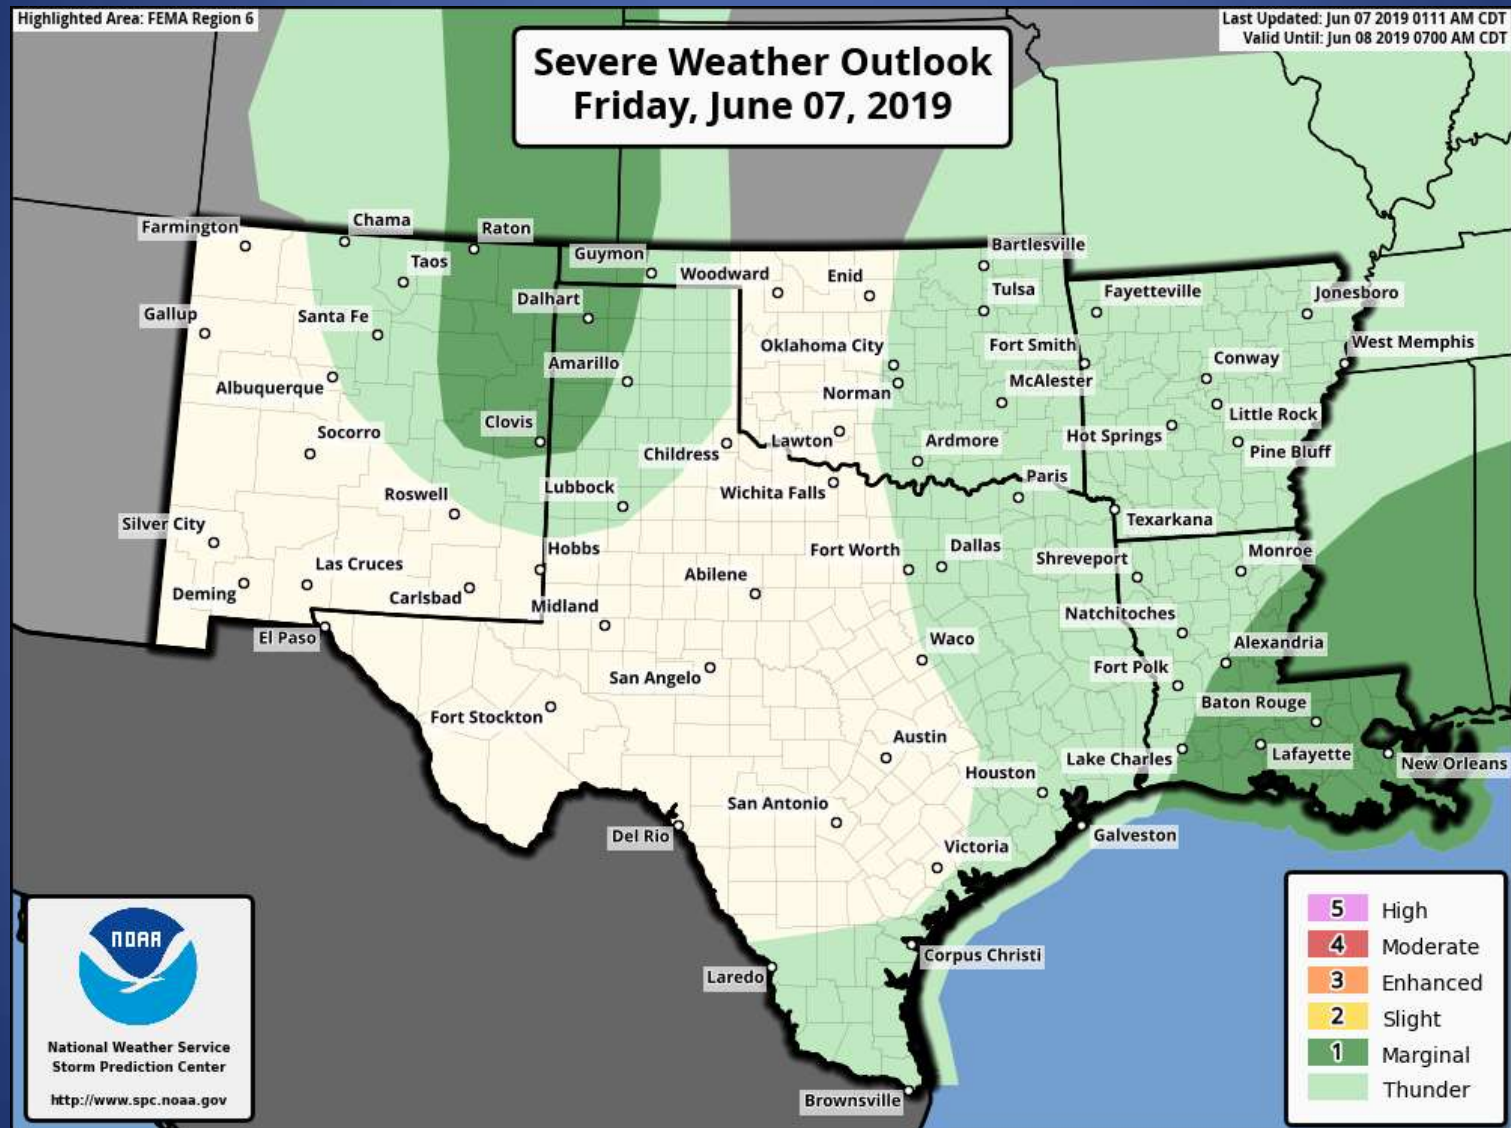 Highlighted Area: FEMA Region 6
Last Updated: Jun 07 2019 0111 AM CDT
Valid Until: Jun 08 2019 0700 AM CDT
Severe Weather Outlook
Friday, June 07, 2019
Farmington
Chama
Raton
Taos
Guymon
Woodward
Enid
Bartlesville
Tulsa
Fayetteville
Jonesboro
Gallup
Santa Fe
Dalhart
Oklahoma City
Fort Smith
West Memphis
Albuquerque
Amarillo
Norman
McAlester
Conway
Little Rock
Socorro
Clovis
Childress
Lawton
Ardmore
Hot Springs
Pine Bluff
Roswell
Lubbock
Wichita Falls
Paris
Texarkana
Silver City
Las Cruces
Hobbs
Fort Worth
Dallas
Shreveport
Monroe
Deming
Carlsbad
Midland
Abilene
Natchitoches
El Paso
San Angelo
Waco
Fort Polk
Alexandria
Fort Stockton
Austin
Baton Rouge
Houston
Lake Charles
Lafayette
New Orleans
San Antonio
Del Rio
Victoria
Galveston
Laredo
Corpus Christi
Brownsville
NOAA
National Weather Service
Storm Prediction Center
http://www.spc.noaa.gov
5 High
4 Moderate
3 Enhanced
2 Slight
1 Marginal
Thunder